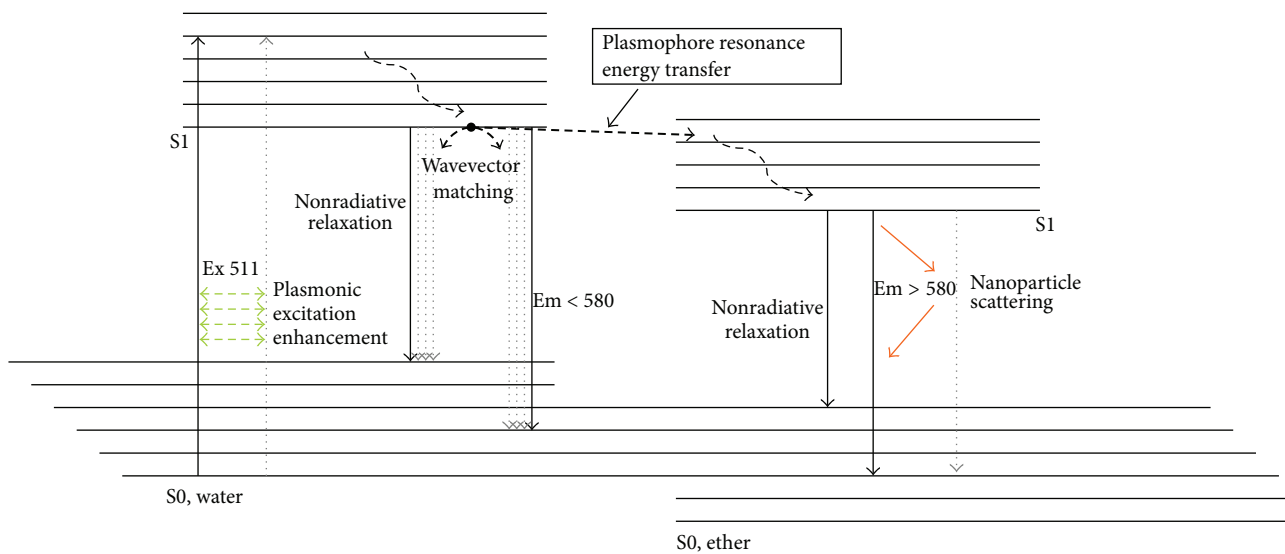 Plasmophore resonance
energy transfer
S1
Wavevector
matching
Nonradiative
relaxation
S1
Ex 511
Plasmonic
excitation
enhancement
Em < 580
Em > 580
Nanoparticle
scattering
Nonradiative
relaxation
S0, water
S0, ether